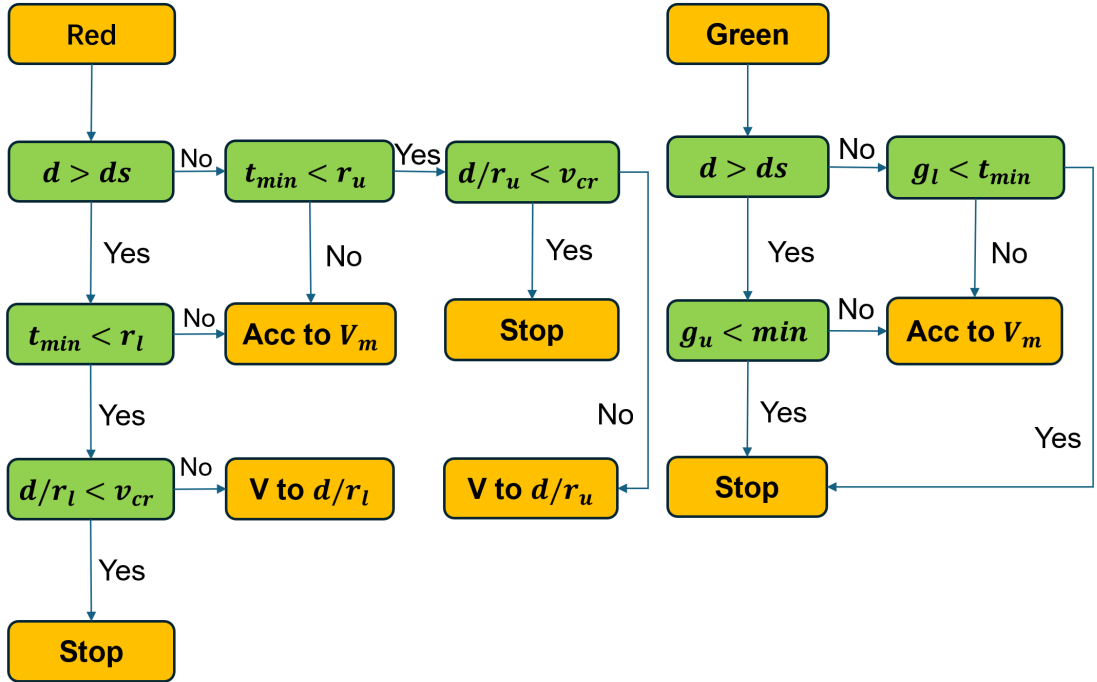 Red
Green
d > ds
No
t_min < r_u
Yes
d/r_u < v_cr
d > ds
No
g_l < t_min
Yes
No
Yes
Yes
No
t_min < r_l
No
Acc to V_m
Stop
g_u < min
No
Acc to V_m
Yes
No
Yes
Yes
d/r_l < v_cr
No
V to d/r_l
V to d/r_u
Stop
Yes
Stop